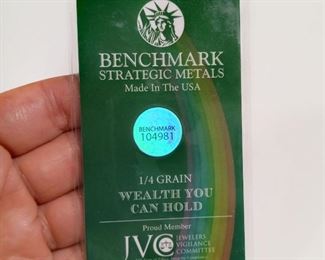 BENCHMARK
STRATEGIC METALS
Made In The USA
BENCHMARK
104981
1/4 GRAIN
WEALTH YOU
CAN HOLD
Proud Member
JVC
JEWELERS
VIGILANCE
COMMITTEE